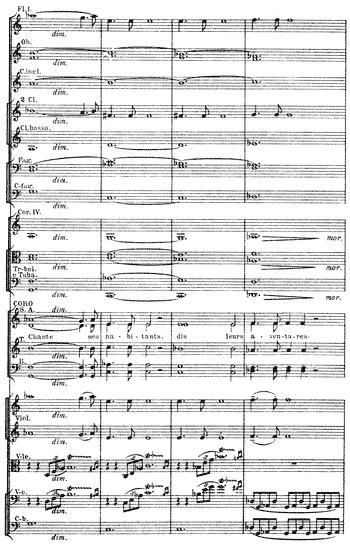 Fl. I.
dim.
Ob.
dim.
C. ingl.
dim.
2 Cl.
dim.
Cl. basso.
dim.
Fag.
dim.
C-fag.
dim.
Cor. IV.
dim. mor.
dim.
Tr-bni.
e Tuba.
mor.
dim. mor.
CORO
S. A. dim.
Chante ses ha - bi - tants, dis leurs a - ven - tu - res.
T. dim.
B. dim.
dim.
Viol.
dim.
V-le.
dim.
V-c.
dim.
C-b.
dim.